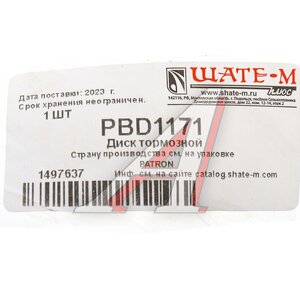 Дата поставки: 2023 г.
Срок хранения неограничен.
1 ШТ
ШАТЕ-М
плюс
www.shate-m.ru
PBD1171
Диск тормозной
Страну производства см. на упаковке
PATRON
1497637
Инф. см. на сайте catalog.shate-m.com